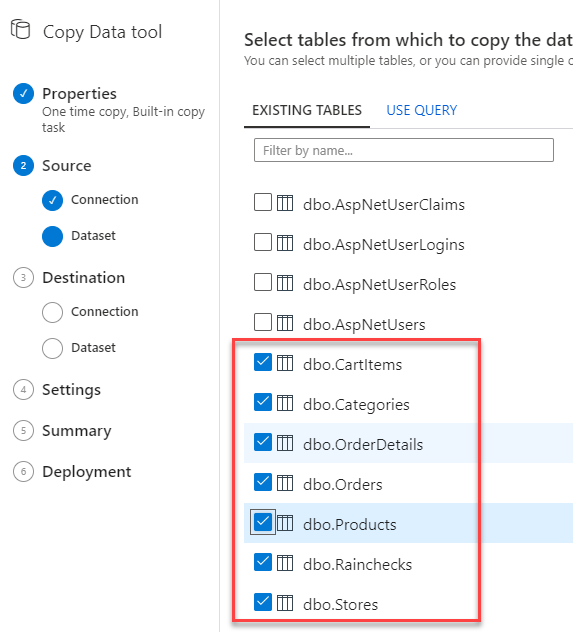 Copy Data tool
Properties
One time copy, Built-in copy
task
2
Source
Connection
Dataset
3
Destination
Connection
Dataset
4
Settings
5
Summary
6
Deployment
Select tables from which to copy the dat
You can select multiple tables, or you can provide single
EXISTING TABLES
USE QUERY
Filter by name...
dbo.AspNetUserClaims
dbo.AspNetUserLogins
dbo.AspNetUserRoles
dbo.AspNetUsers
dbo.CartItems
dbo.Categories
dbo.OrderDetails
dbo.Orders
dbo.Products
dbo.Rainchecks
dbo.Stores